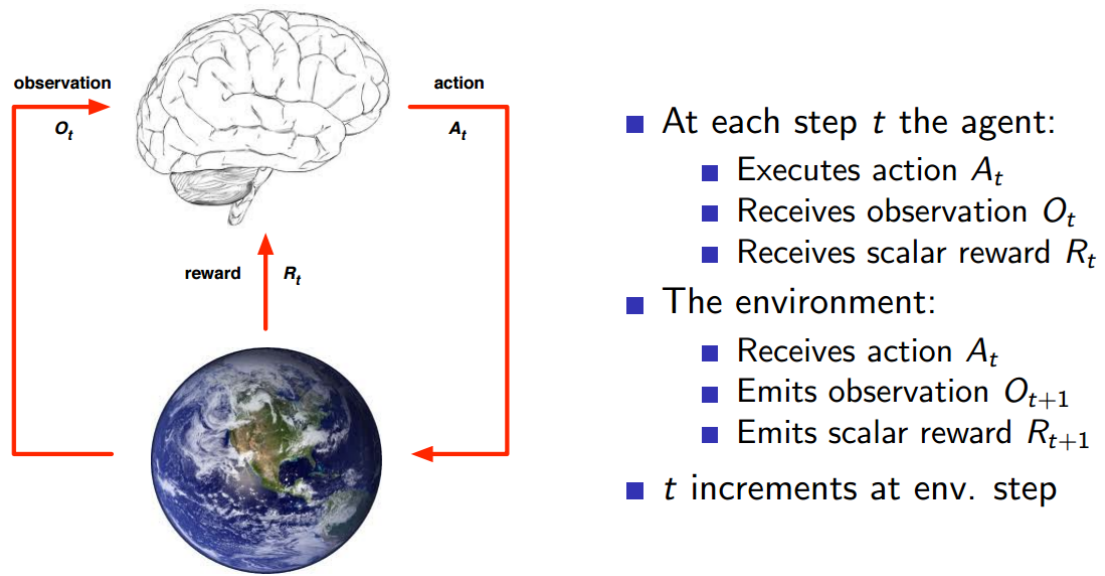 observation
O_t
action
A_t
reward
R_t
At each step t the agent:
Executes action A_t
Receives observation O_t
Receives scalar reward R_t
The environment:
Receives action A_t
Emits observation O_{t+1}
Emits scalar reward R_{t+1}
t increments at env. step